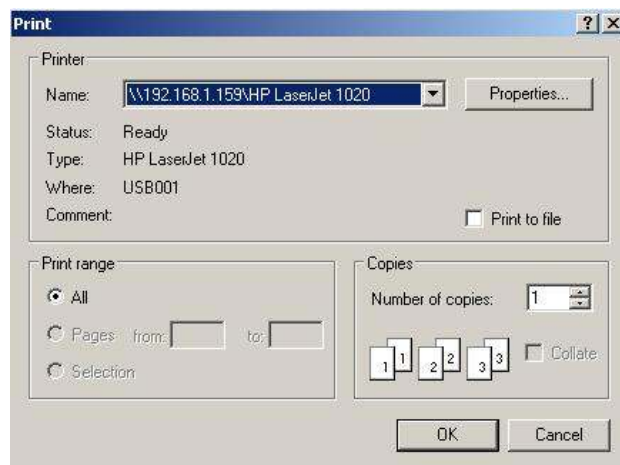 Print
Printer
Name: \\192.168.1.159\HP LaserJet 1020 Properties...
Status: Ready
Type: HP LaserJet 1020
Where: USB001
Comment:
Print to file
Print range
All
Pages from: to:
Selection
Copies
Number of copies: 1
1 1 2 2 3 3 Collate
OK Cancel